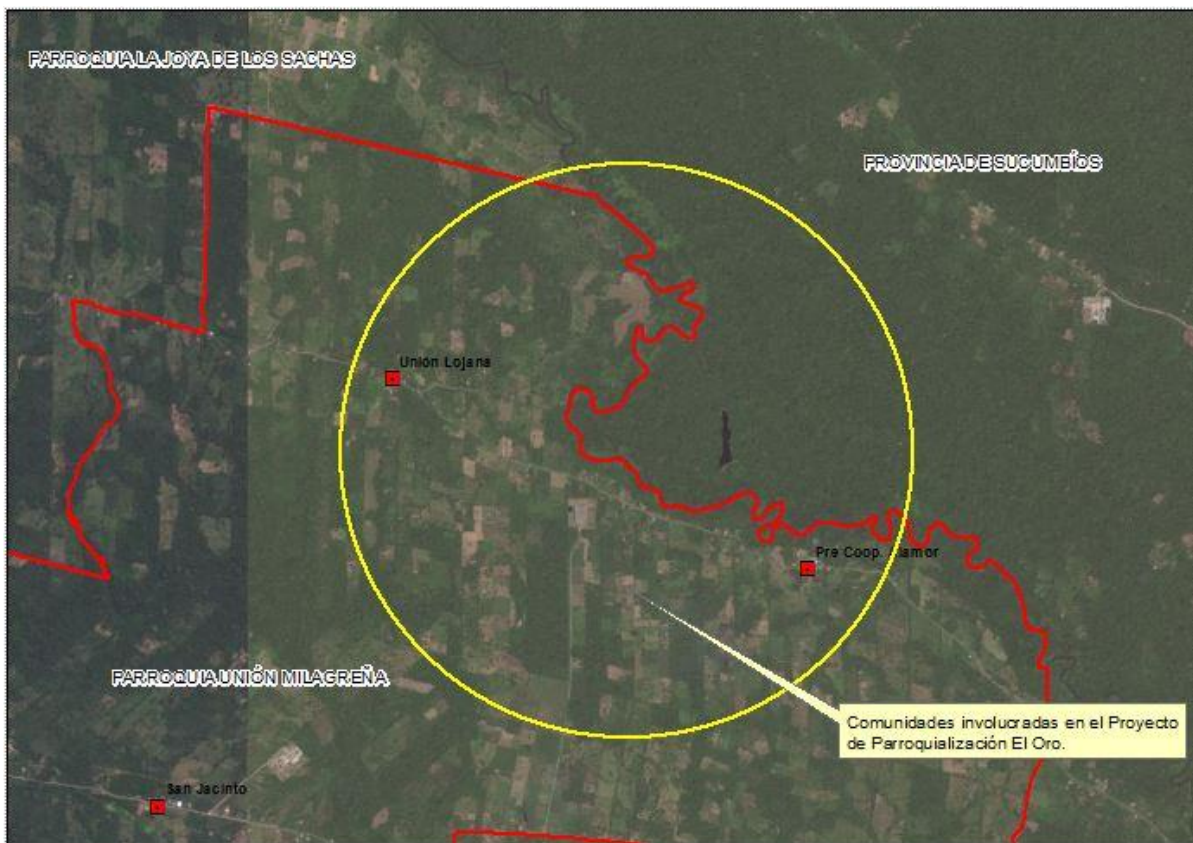 PARROQUIA LA JOYA DE LOS SACHAS
PROVINCIA DE SUCUMBÍOS
Unión Lojana
Pre Coop. Alamor
PARROQUIA UNIÓN MILAGREÑA
Comunidades involucradas en el Proyecto
de Parroquialización El Oro.
San Jacinto